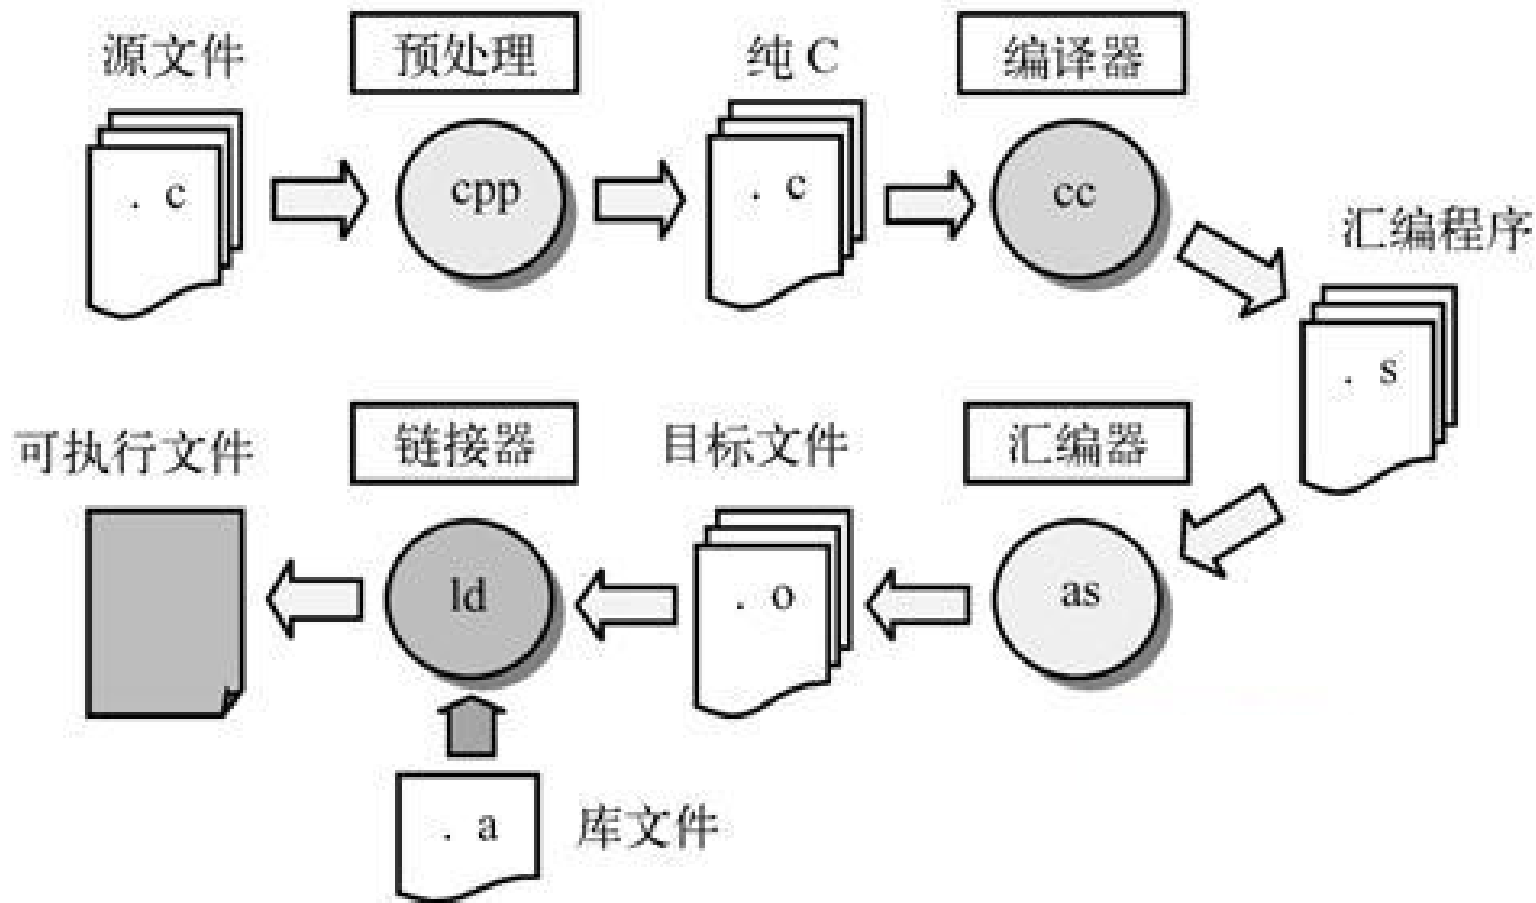 源文件
预处理
纯 C
编译器
. c
cpp
. c
cc
汇编程序
. s
可执行文件
链接器
目标文件
汇编器
ld
. o
as
. a
库文件